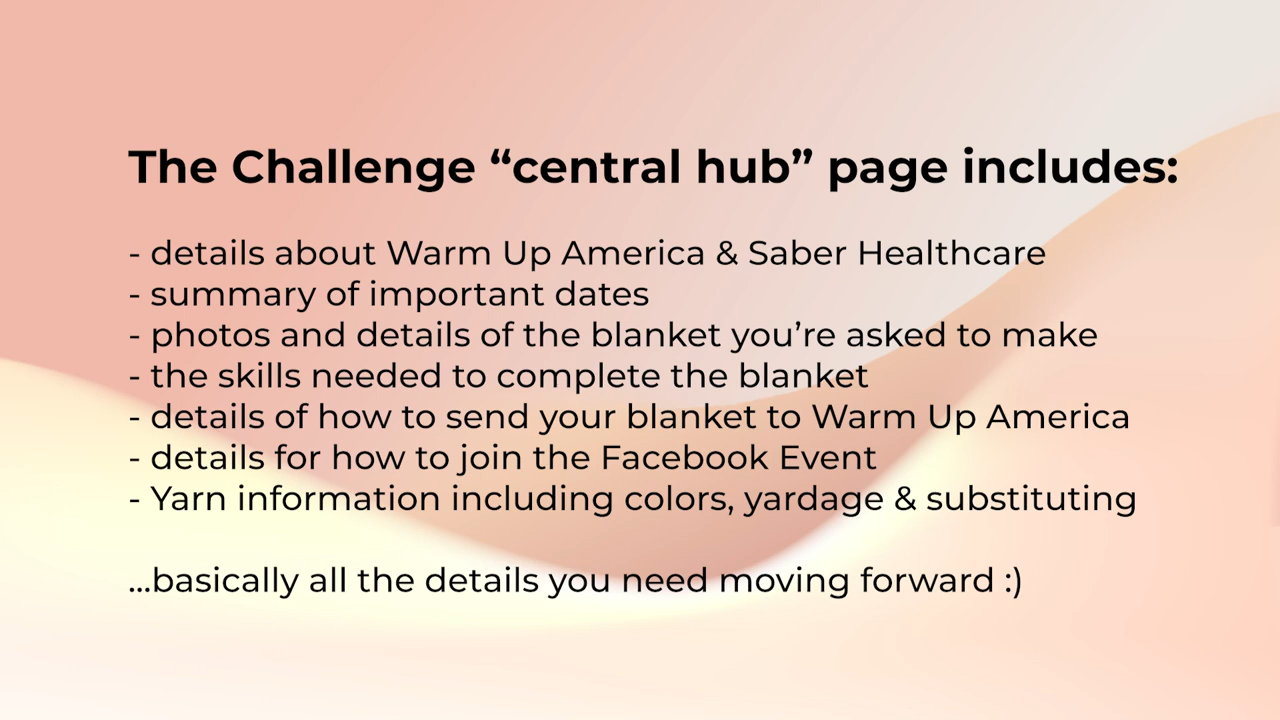 The Challenge “central hub” page includes:
- details about Warm Up America & Saber Healthcare
- summary of important dates
- photos and details of the blanket you’re asked to make
- the skills needed to complete the blanket
- details of how to send your blanket to Warm Up America
- details for how to join the Facebook Event
- Yarn information including colors, yardage & substituting
...basically all the details you need moving forward :)